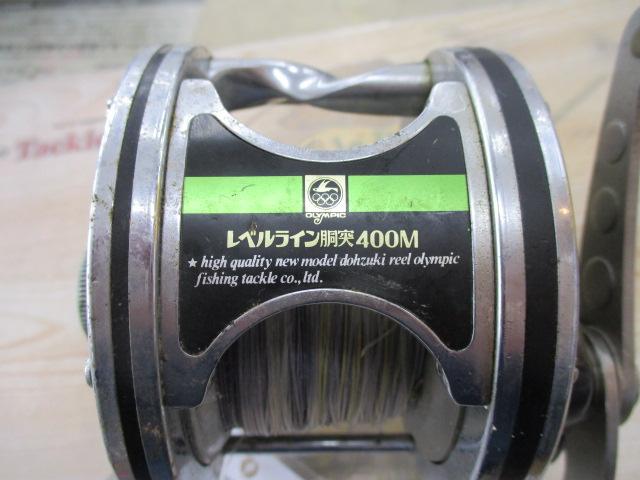 OLYMPIC
レベルライン胴突400M
★ high quality new model dohzuki reel olympic
fishing tackle co., ltd.
Tackle